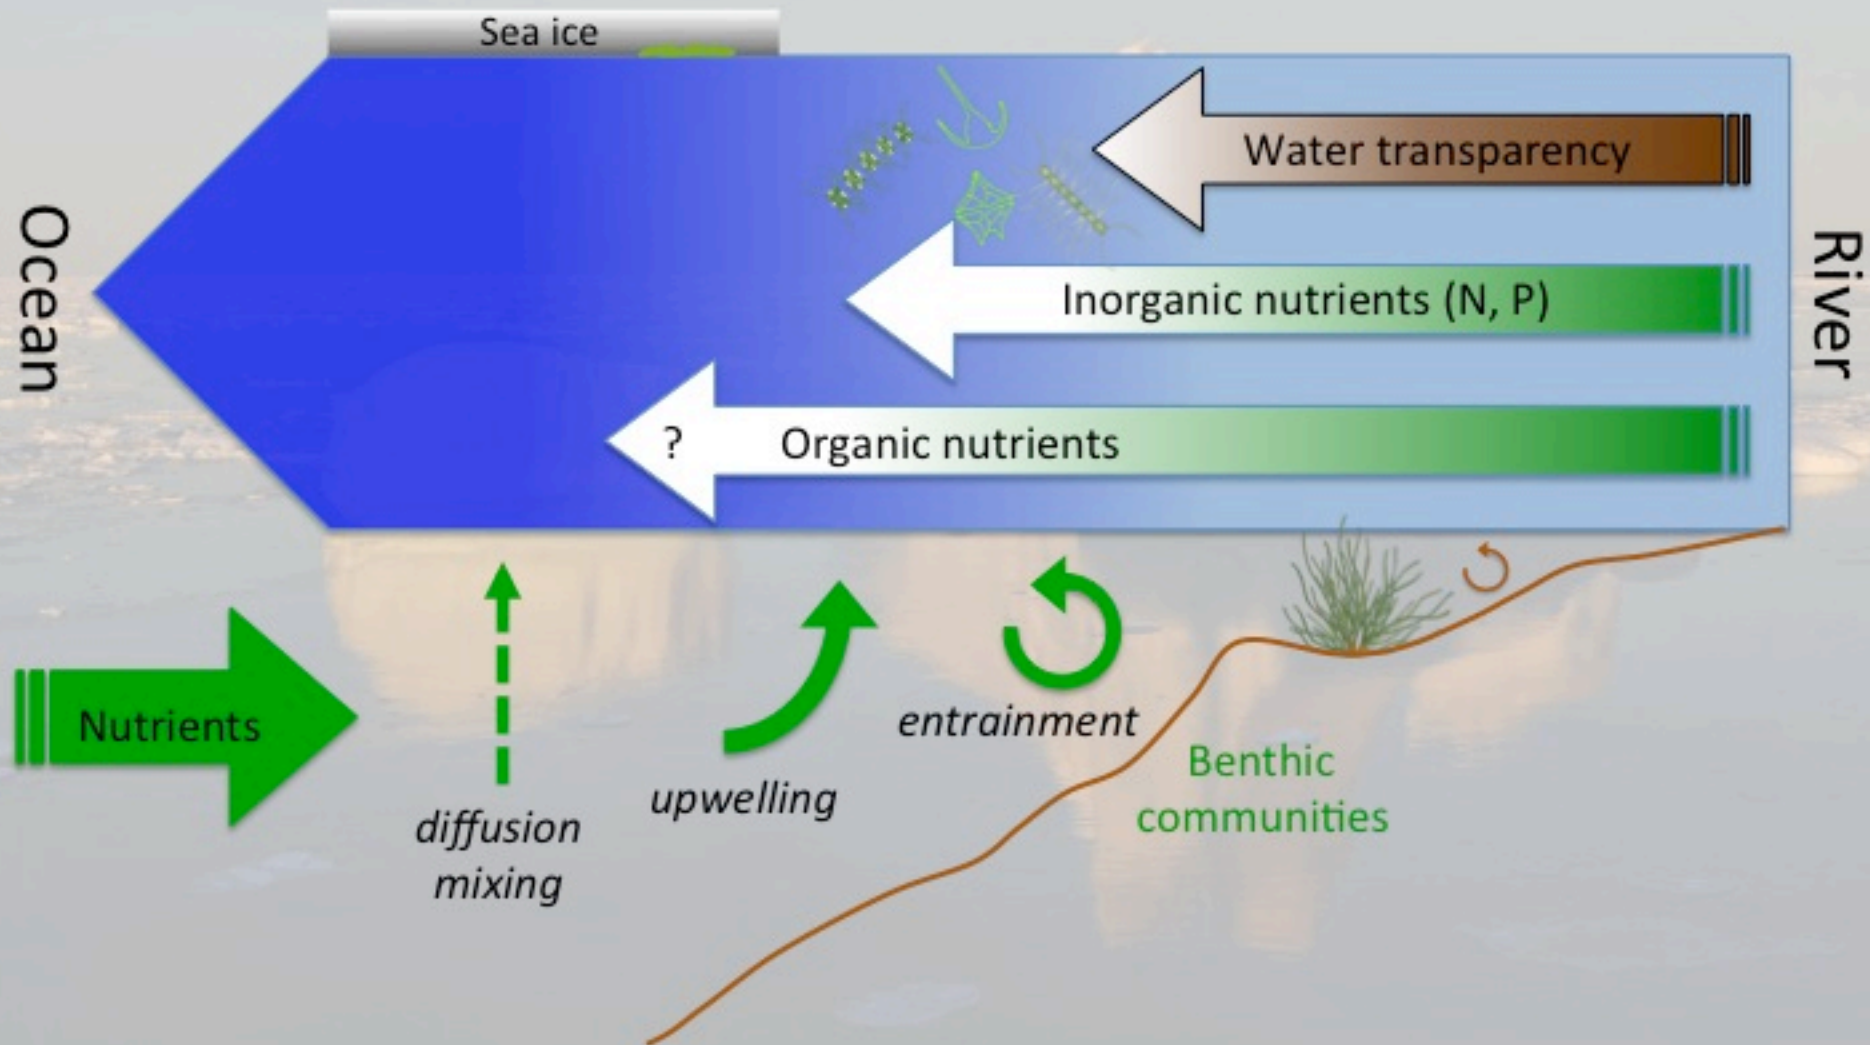 Sea ice
Water transparency
Ocean
River
Inorganic nutrients (N, P)
? Organic nutrients
Nutrients
diffusion
mixing
upwelling
entrainment
Benthic
communities